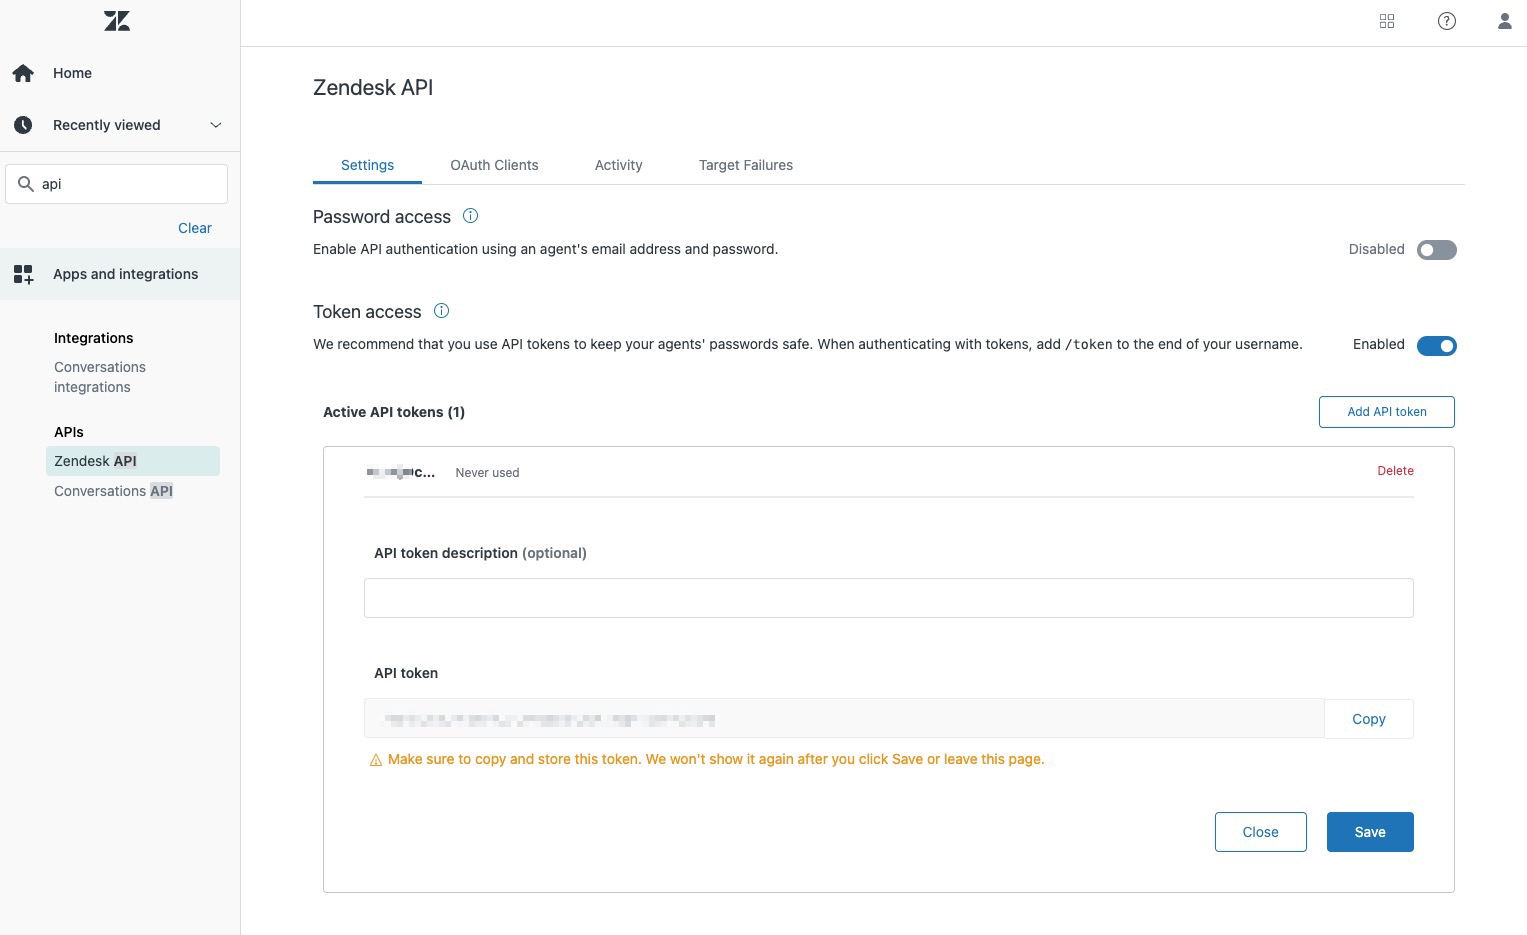 Home
Recently viewed
api
Clear
Apps and integrations
Integrations
Conversations
integrations
APIs
Zendesk API
Conversations API
Zendesk API
Settings OAuth Clients Activity Target Failures
Password access
Enable API authentication using an agent's email address and password. Disabled
Token access
We recommend that you use API tokens to keep your agents' passwords safe. When authenticating with tokens, add /token to the end of your username. Enabled
Active API tokens (1) Add API token
Never used Delete
API token description (optional)
API token
Copy
Make sure to copy and store this token. We won't show it again after you click Save or leave this page.
Close Save